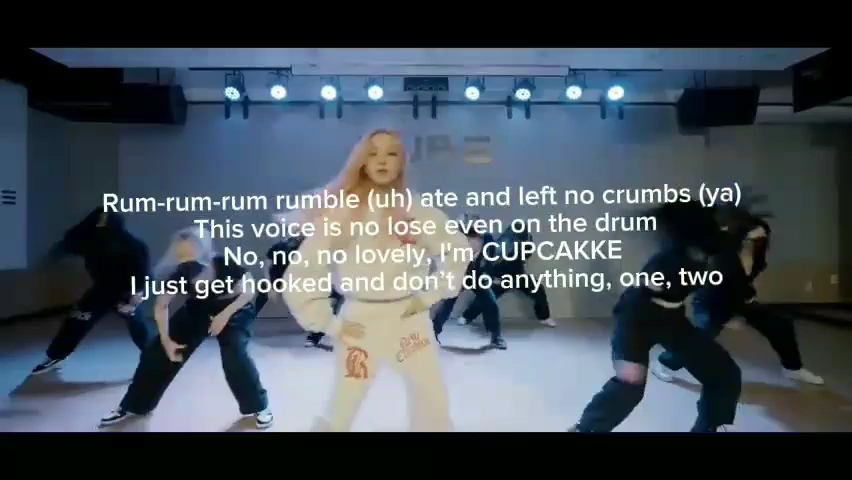 Rum-rum-rum rumble (uh) ate and left no crumbs (ya)
This voice is no lose even on the drum
No, no, no lovely, I'm CUPCAKKE
I just get hooked and don't do anything, one, two